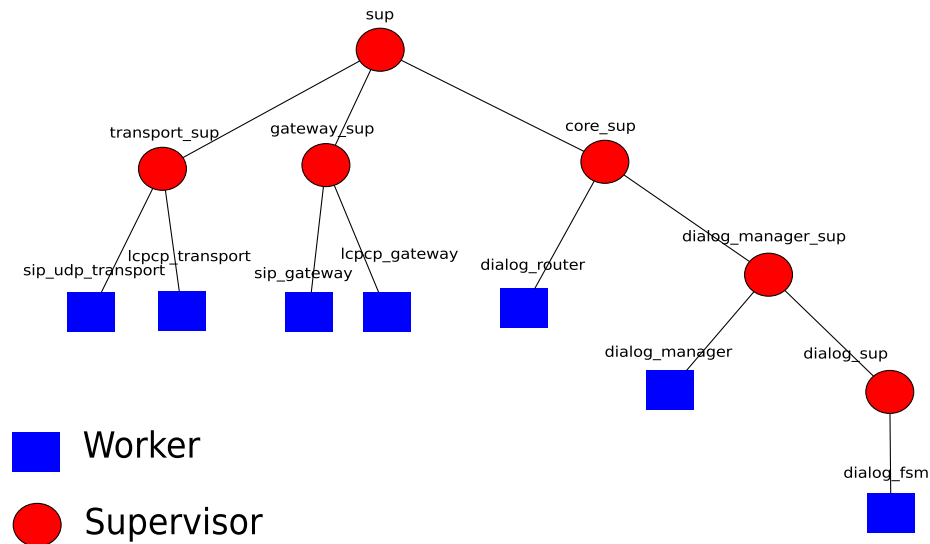 sup
transport_sup
gateway_sup
core_sup
dialog_manager_sup
sip_udp_transport
lcpcp_transport
sip_gateway
lcpcp_gateway
dialog_router
dialog_manager
dialog_sup
dialog_fsm
Worker
Supervisor